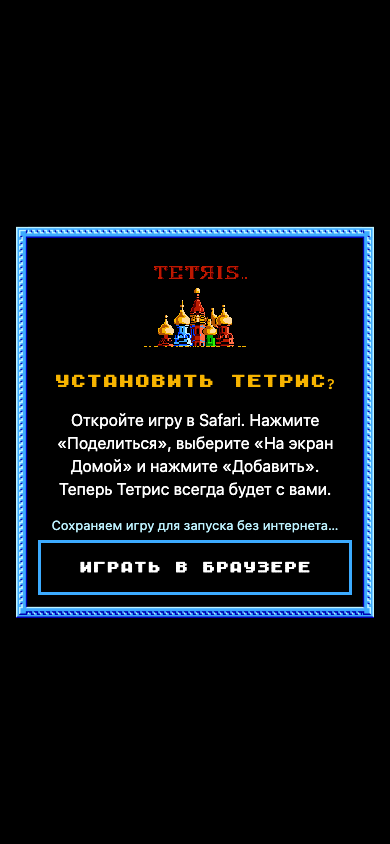 TETЯIS..
УСТАНОВИТЬ ТЕТРИС?
Откройте игру в Safari. Нажмите
«Поделиться», выберите «На экран
Домой» и нажмите «Добавить».
Теперь Тетрис всегда будет с вами.
Сохраняем игру для запуска без интернета...
ИГРАТЬ В БРАУЗЕРЕ